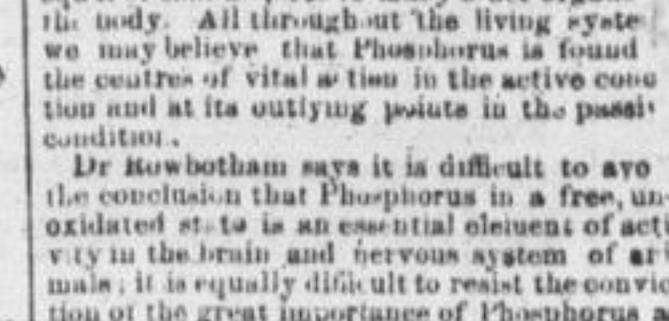 the body. All throughout the living syste
we may believe that Phosphorus is found
the centres of vital action in the active cond
tion and at its outlying points in the passi
condition.
Dr Rowbotham says it is difficult to avo
the conclusion that Phosphorus in a free, un-
oxidated state is an essential element of acti
vity in the brain and nervous system of ani
mals; it is equally difficult to resist the convic
tion of the great importance of Phosphorus a